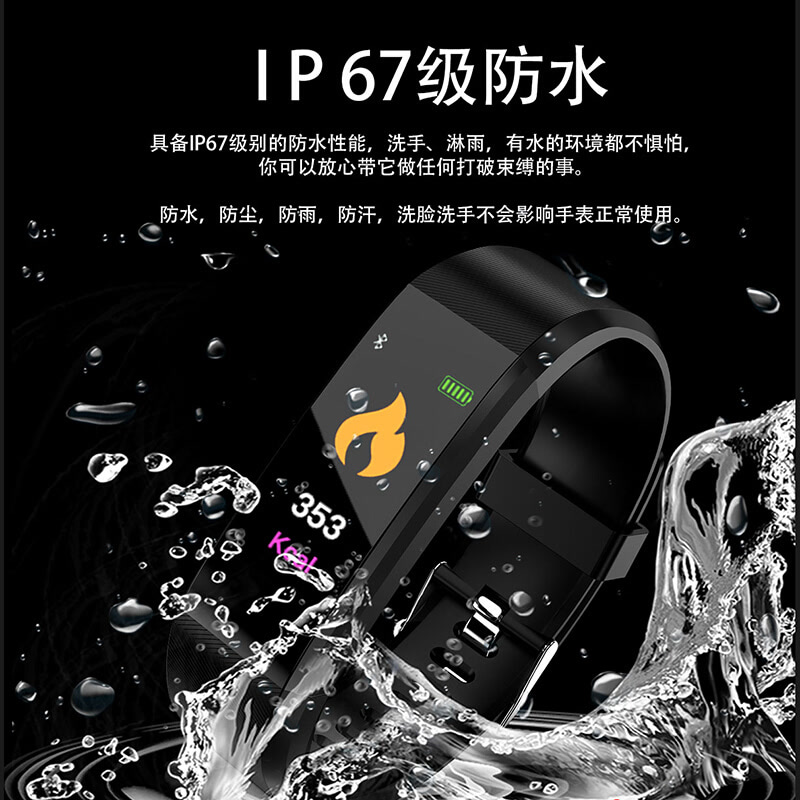 IP67级防水
具备IP67级别的防水性能，洗手、淋雨，有水的环境都不惧怕，
你可以放心带它做任何打破束缚的事。
防水，防尘，防雨，防汗，洗脸洗手不会影响手表正常使用。
353
Kcal